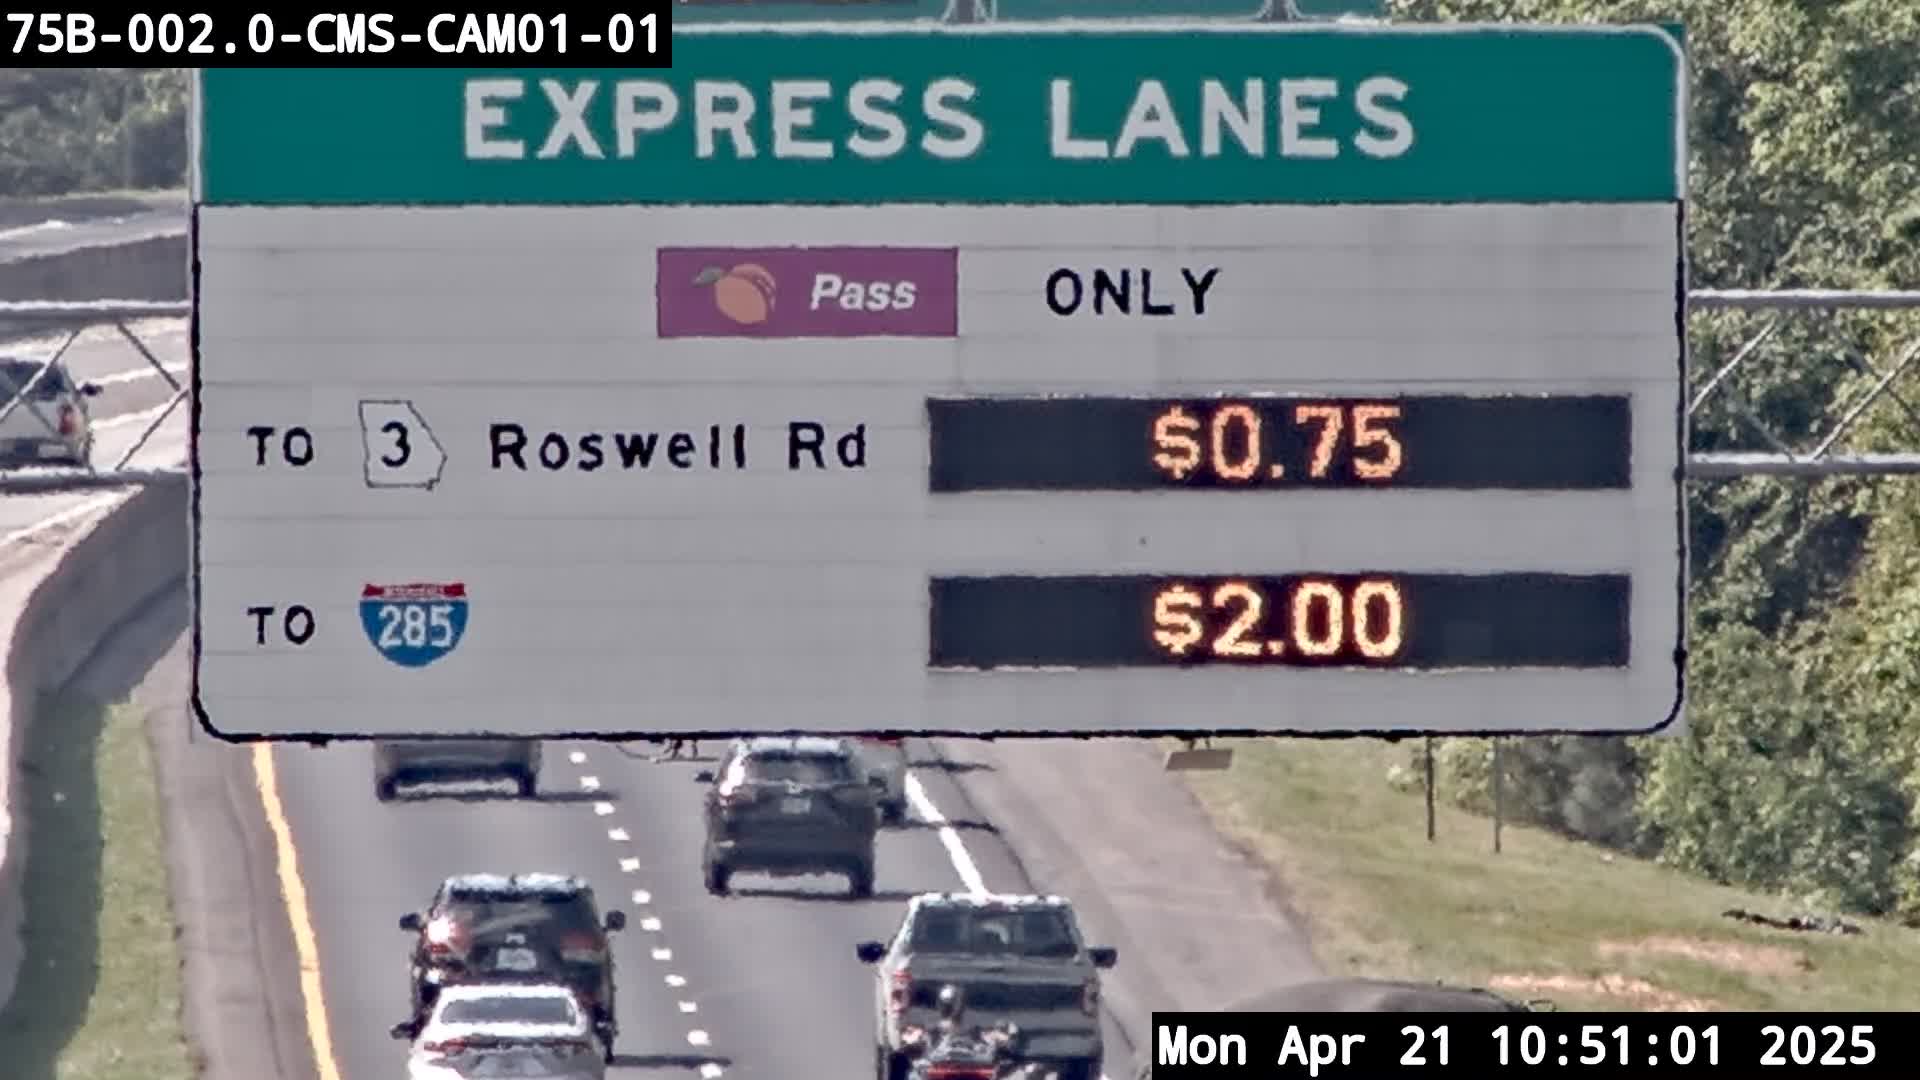 75B-002.0-CMS-CAM01-01
EXPRESS LANES
Pass ONLY
TO 3 Roswell Rd $0.75
TO 285 $2.00
Mon Apr 21 10:51:01 2025